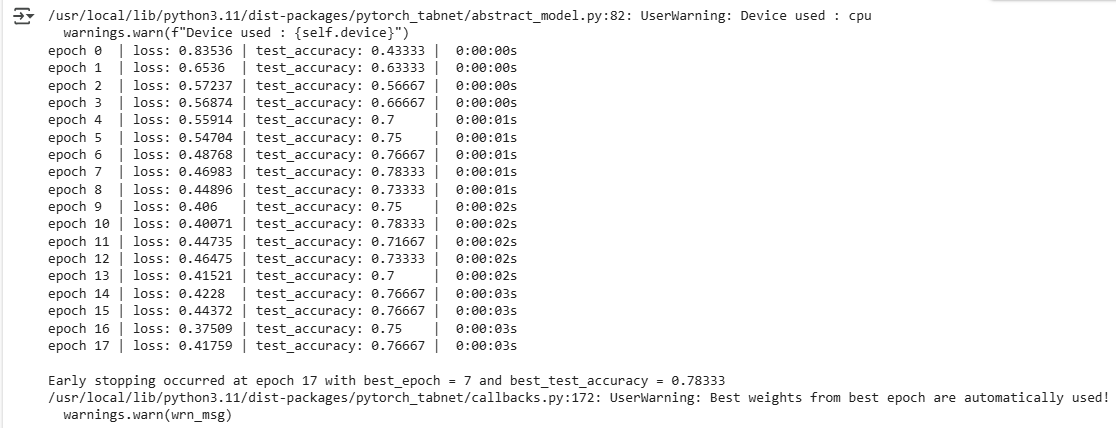 /usr/local/lib/python3.11/dist-packages/pytorch_tabnet/abstract_model.py:82: UserWarning: Device used : cpu
  warnings.warn(f"Device used : {self.device}")
epoch 0  | loss: 0.83536 | test_accuracy: 0.43333 |  0:00:00s
epoch 1  | loss: 0.6536  | test_accuracy: 0.63333 |  0:00:00s
epoch 2  | loss: 0.57237 | test_accuracy: 0.56667 |  0:00:00s
epoch 3  | loss: 0.56874 | test_accuracy: 0.66667 |  0:00:00s
epoch 4  | loss: 0.55914 | test_accuracy: 0.7     |  0:00:01s
epoch 5  | loss: 0.54704 | test_accuracy: 0.75    |  0:00:01s
epoch 6  | loss: 0.48768 | test_accuracy: 0.76667 |  0:00:01s
epoch 7  | loss: 0.46983 | test_accuracy: 0.78333 |  0:00:01s
epoch 8  | loss: 0.44896 | test_accuracy: 0.73333 |  0:00:01s
epoch 9  | loss: 0.406   | test_accuracy: 0.75    |  0:00:02s
epoch 10 | loss: 0.40071 | test_accuracy: 0.78333 |  0:00:02s
epoch 11 | loss: 0.44735 | test_accuracy: 0.71667 |  0:00:02s
epoch 12 | loss: 0.46475 | test_accuracy: 0.73333 |  0:00:02s
epoch 13 | loss: 0.41521 | test_accuracy: 0.7     |  0:00:02s
epoch 14 | loss: 0.4228  | test_accuracy: 0.76667 |  0:00:03s
epoch 15 | loss: 0.44372 | test_accuracy: 0.76667 |  0:00:03s
epoch 16 | loss: 0.37509 | test_accuracy: 0.75    |  0:00:03s
epoch 17 | loss: 0.41759 | test_accuracy: 0.76667 |  0:00:03s

Early stopping occurred at epoch 17 with best_epoch = 7 and best_test_accuracy = 0.78333
/usr/local/lib/python3.11/dist-packages/pytorch_tabnet/callbacks.py:172: UserWarning: Best weights from best epoch are automatically used!
  warnings.warn(wrn_msg)